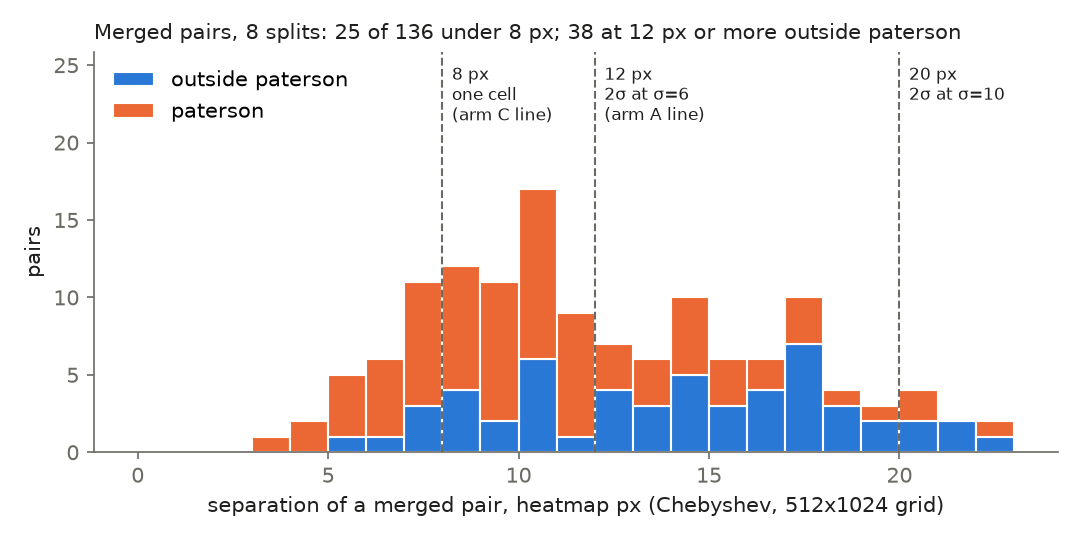 Merged pairs, 8 splits: 25 of 136 under 8 px; 38 at 12 px or more outside paterson
outside paterson
paterson
8 px
one cell
(arm C line)
12 px
2σ at σ=6
(arm A line)
20 px
2σ at σ=10
pairs
25
20
15
10
5
0
0
5
10
15
20
separation of a merged pair, heatmap px (Chebyshev, 512x1024 grid)